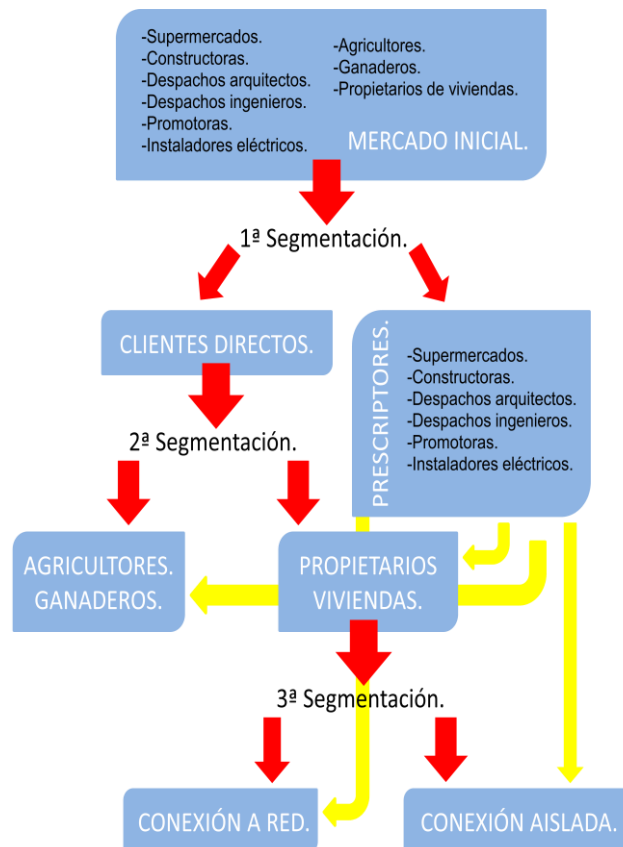 -Supermercados.
-Constructoras.
-Despachos arquitectos.
-Despachos ingenieros.
-Promotoras.
-Instaladores eléctricos.
-Agricultores.
-Ganaderos.
-Propietarios de viviendas.
MERCADO INICIAL.
1ª Segmentación.
CLIENTES DIRECTOS.
PRESCRIPTORES.
-Supermercados.
-Constructoras.
-Despachos arquitectos.
-Despachos ingenieros.
-Promotoras.
-Instaladores eléctricos.
2ª Segmentación.
AGRICULTORES.
GANADEROS.
PROPIETARIOS
VIVIENDAS.
3ª Segmentación.
CONEXIÓN A RED.
CONEXIÓN AISLADA.